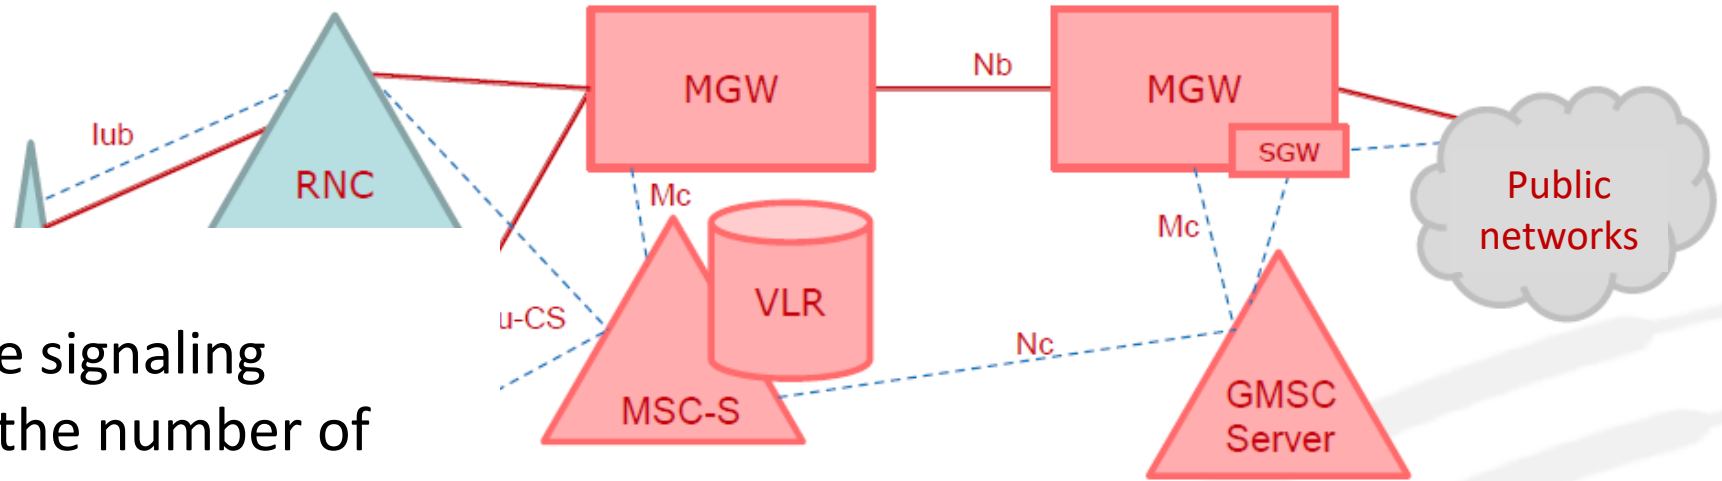 Iub
RNC
MGW
Nb
MGW
SGW
Public
networks
Mc
Mc
VLR
u-CS
MSC-S
Nc
GMSC
Server
e signaling
the number of